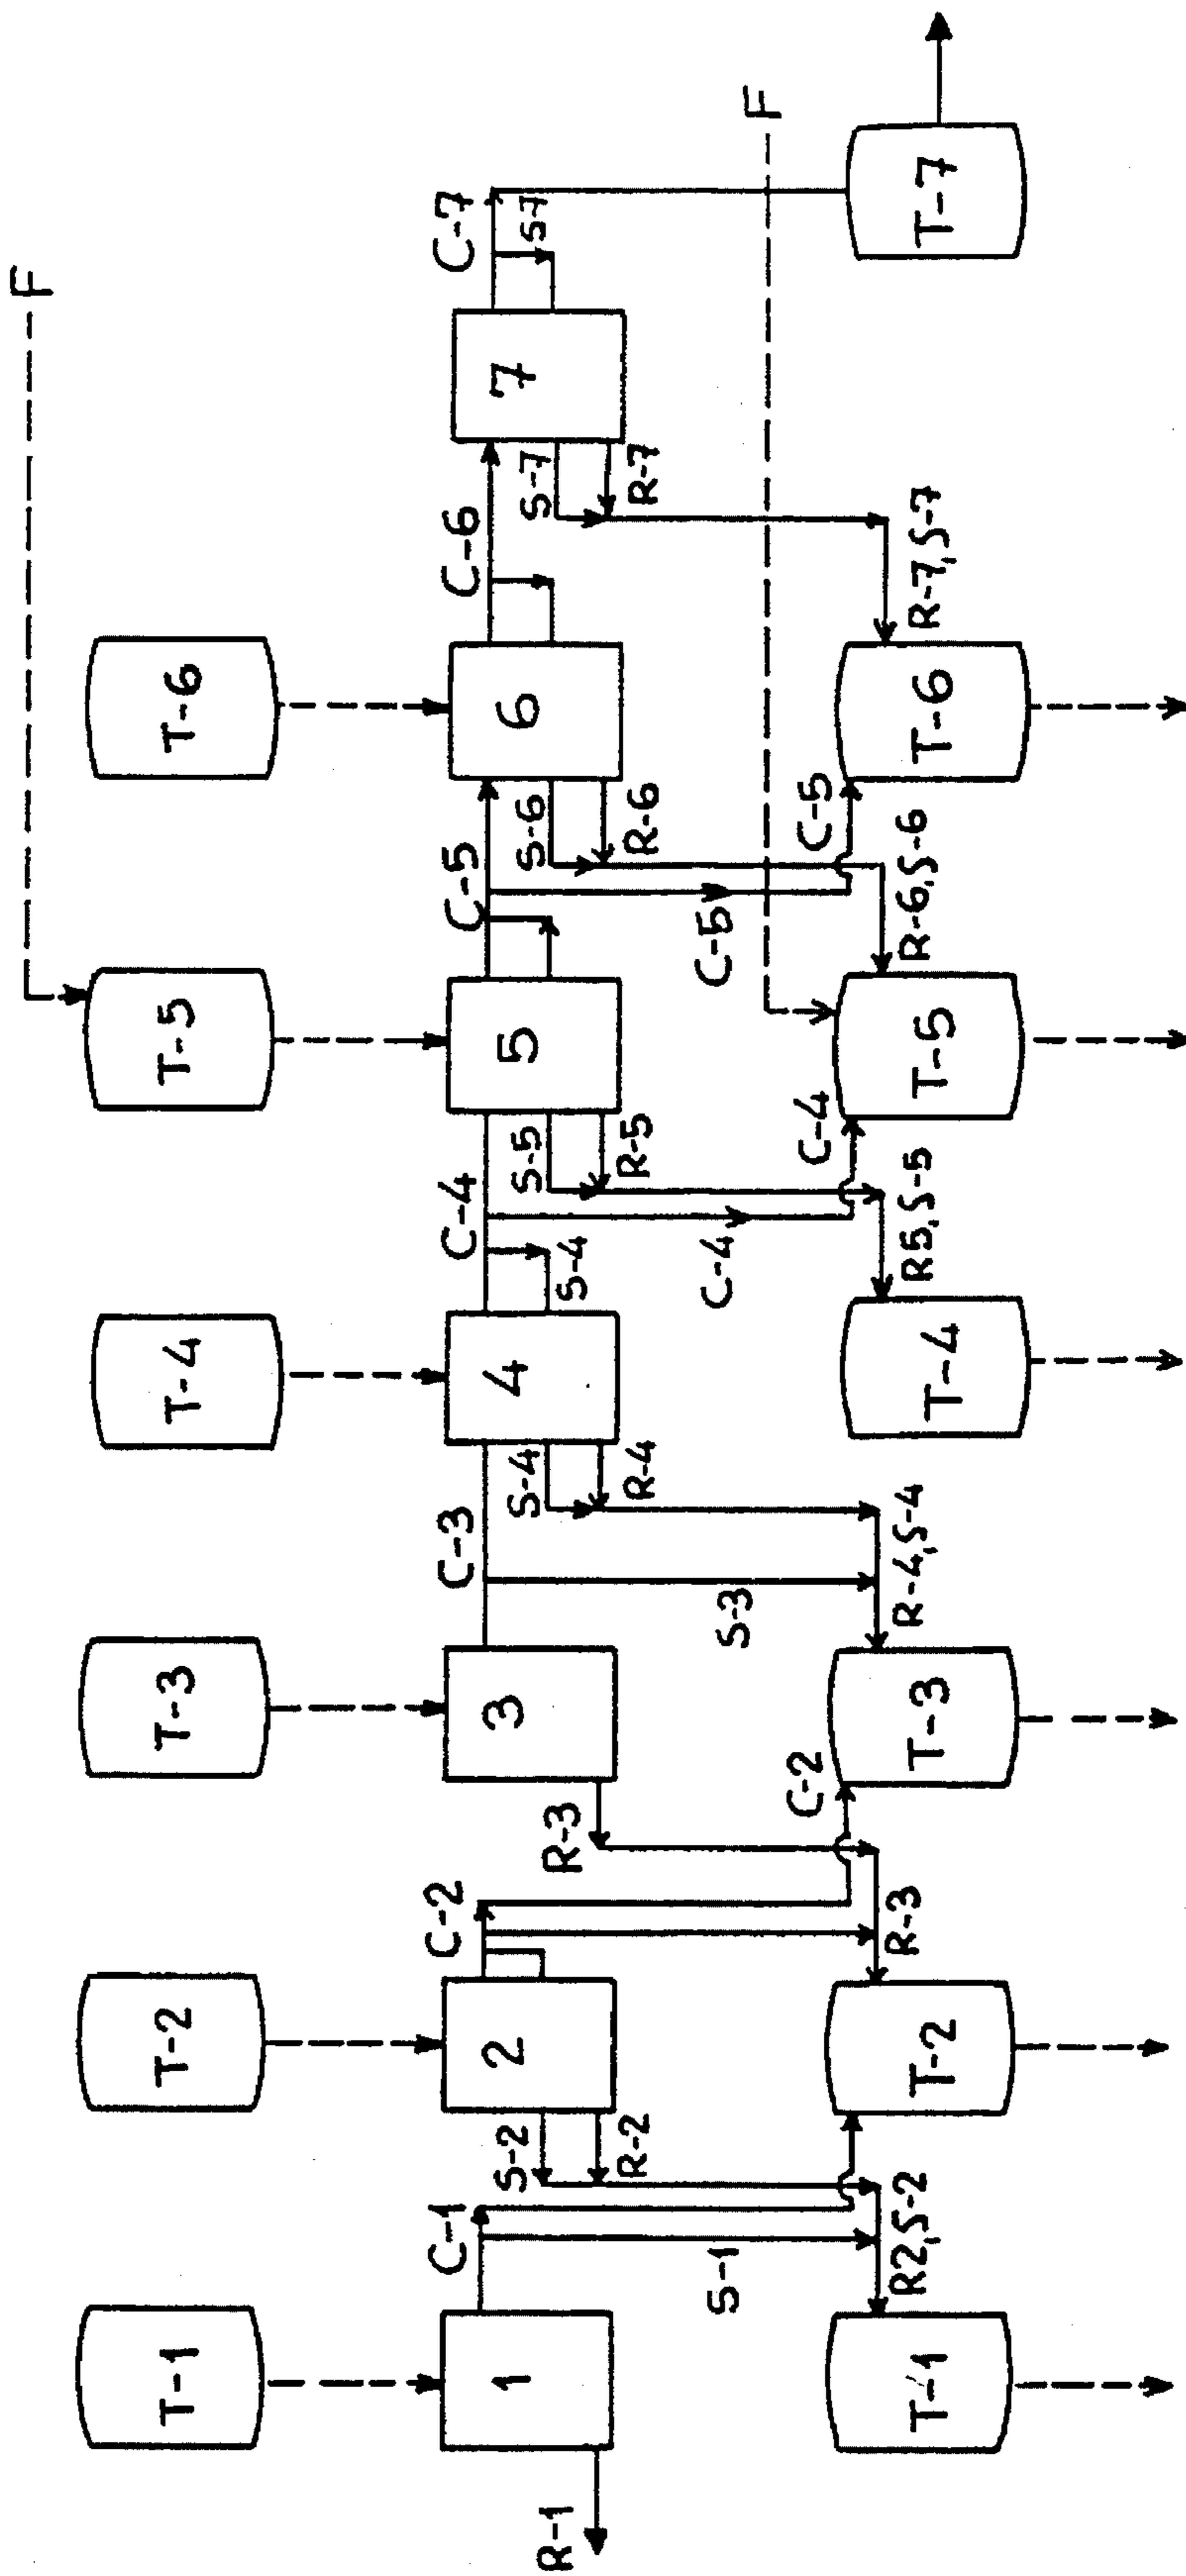 F
T-1
T-2
T-3
T-4
T-5
T-6
R-1
1
C-1
S-1
S-2
R-2
2
C-2
R-3
3
C-3
S-3
S-4
R-4
4
C-4
S-4
C-4
S-5
R-5
5
C-5
C-5
S-6
R-6
6
C-6
S-7
R-7
7
C-7
S-7
F
T-1
R2,S-2
T-2
R-3
C-2
T-3
R-4,S-4
T-4
R5,S-5
C-4
T-5
R-6,S-6
C-5
T-6
R-7,S-7
T-7